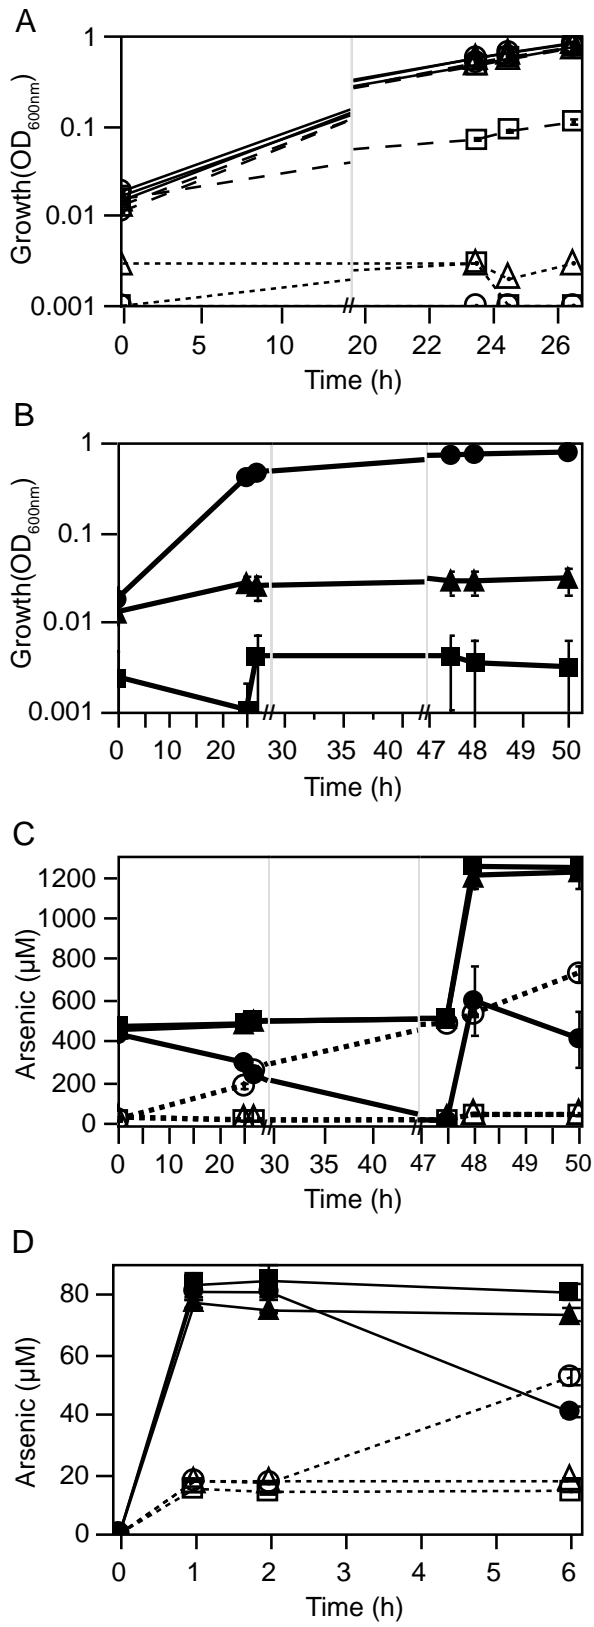 A
1
0.1
0.01
0.001
Growth(OD600nm)
0 5 10 // 20 22 24 26
Time (h)
B
1
0.1
0.01
0.001
Growth(OD600nm)
0 10 20 // 30 35 40 // 47 48 49 50
Time (h)
C
1200
1000
800
600
400
200
0
Arsenic (μM)
0 10 20 // 30 35 40 // 47 48 49 50
Time (h)
D
80
60
40
20
0
Arsenic (μM)
0 1 2 3 4 5 6
Time (h)